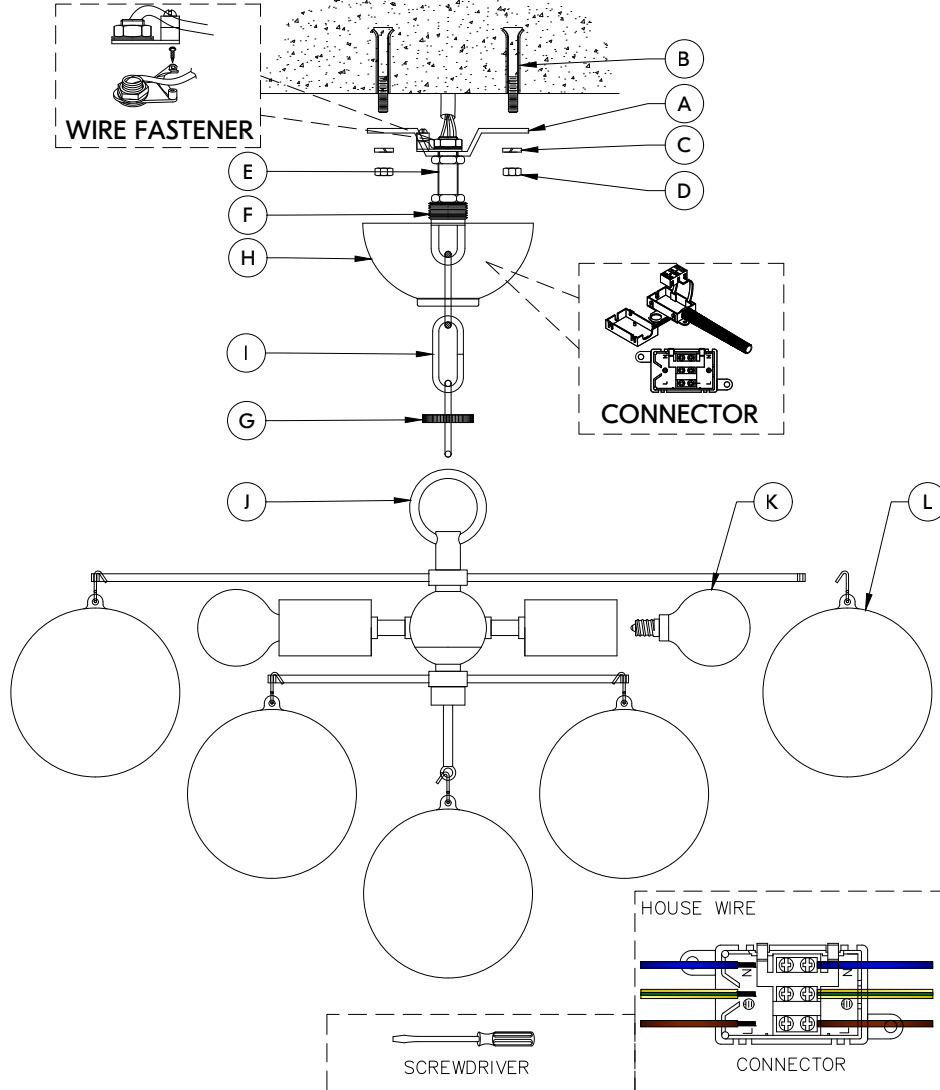 WIRE FASTENER
B
A
C
E
D
F
H
I
CONNECTOR
G
J
K
L
HOUSE WIRE
N
N
L
L
CONNECTOR
SCREWDRIVER